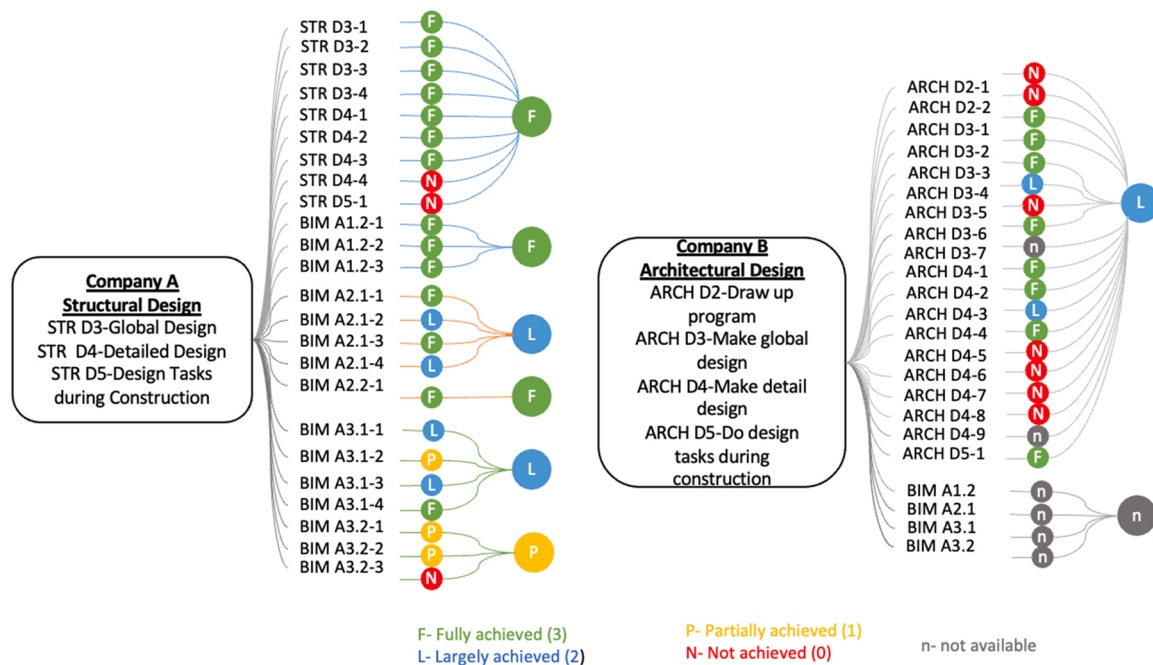 Company A
Structural Design
STR D3-Global Design
STR D4-Detailed Design
STR D5-Design Tasks
during Construction
STR D3-1 F
STR D3-2 F
STR D3-3 F
STR D3-4 F
STR D4-1 F
STR D4-2 F
STR D4-3 F
STR D4-4 N
STR D5-1 N
F
BIM A1.2-1 F
BIM A1.2-2 F
BIM A1.2-3 F
F
BIM A2.1-1 F
BIM A2.1-2 L
BIM A2.1-3 F
BIM A2.1-4 L
L
BIM A2.2-1 F
F
BIM A3.1-1 L
BIM A3.1-2 P
BIM A3.1-3 L
BIM A3.1-4 F
L
BIM A3.2-1 P
BIM A3.2-2 P
BIM A3.2-3 N
P
Company B
Architectural Design
ARCH D2-Draw up
program
ARCH D3-Make global
design
ARCH D4-Make detail
design
ARCH D5-Do design
tasks during
construction
ARCH D2-1 N
ARCH D2-2 N
ARCH D3-1 F
ARCH D3-2 F
ARCH D3-3 F
ARCH D3-4 L
ARCH D3-5 N
ARCH D3-6 F
ARCH D3-7 n
ARCH D4-1 F
ARCH D4-2 F
ARCH D4-3 L
ARCH D4-4 F
ARCH D4-5 N
ARCH D4-6 N
ARCH D4-7 N
ARCH D4-8 N
ARCH D4-9 n
ARCH D5-1 F
L
BIM A1.2 n
BIM A2.1 n
BIM A3.1 n
BIM A3.2 n
n
F- Fully achieved (3)
L- Largely achieved (2)
P- Partially achieved (1)
N- Not achieved (0)
n- not available